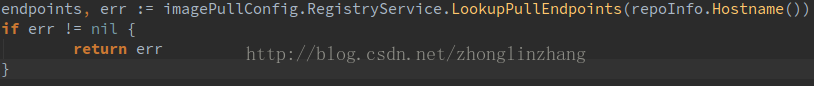 endpoints, err := imagePullConfig.RegistryService.LookupPullEndpoints(repoInfo.Hostname())
if err != nil {
return err
http://blog.csdn.net/zhonglinzhang
}